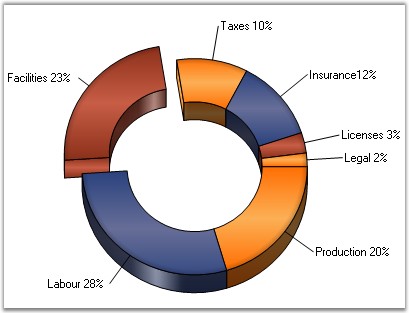 Taxes 10%
Insurance12%
Facilities 23%
Licenses 3%
Legal 2%
Production 20%
Labour 28%